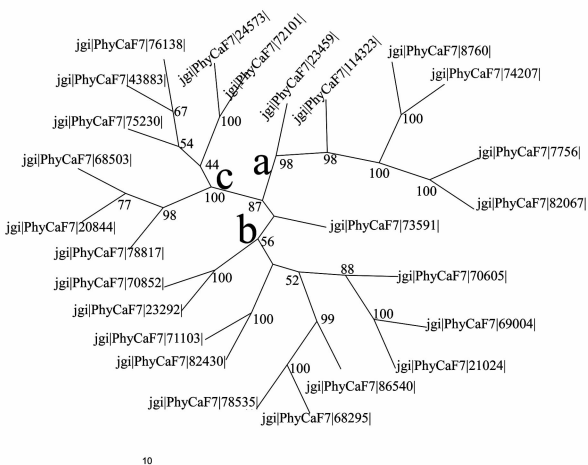 jgi|PhyCaF7|24573|
jgi|PhyCaF7|72101|
jgi|PhyCaF7|23459|
jgi|PhyCaF7|114323|
jgi|PhyCaF7|76138|
jgi|PhyCaF7|8760|
jgi|PhyCaF7|43883|
jgi|PhyCaF7|74207|
67
100
100
jgi|PhyCaF7|75230|
54
jgi|PhyCaF7|7756|
jgi|PhyCaF7|68503|
44
a
98
98
100
c
100
77
100
87
98
jgi|PhyCaF7|82067|
jgi|PhyCaF7|20844|
b
jgi|PhyCaF7|73591|
56
jgi|PhyCaF7|78817|
jgi|PhyCaF7|70852|
100
52
88
jgi|PhyCaF7|70605|
jgi|PhyCaF7|23292|
100
99
100
jgi|PhyCaF7|69004|
jgi|PhyCaF7|71103|
jgi|PhyCaF7|82430|
100
jgi|PhyCaF7|21024|
jgi|PhyCaF7|86540|
jgi|PhyCaF7|78535|
jgi|PhyCaF7|68295|
10